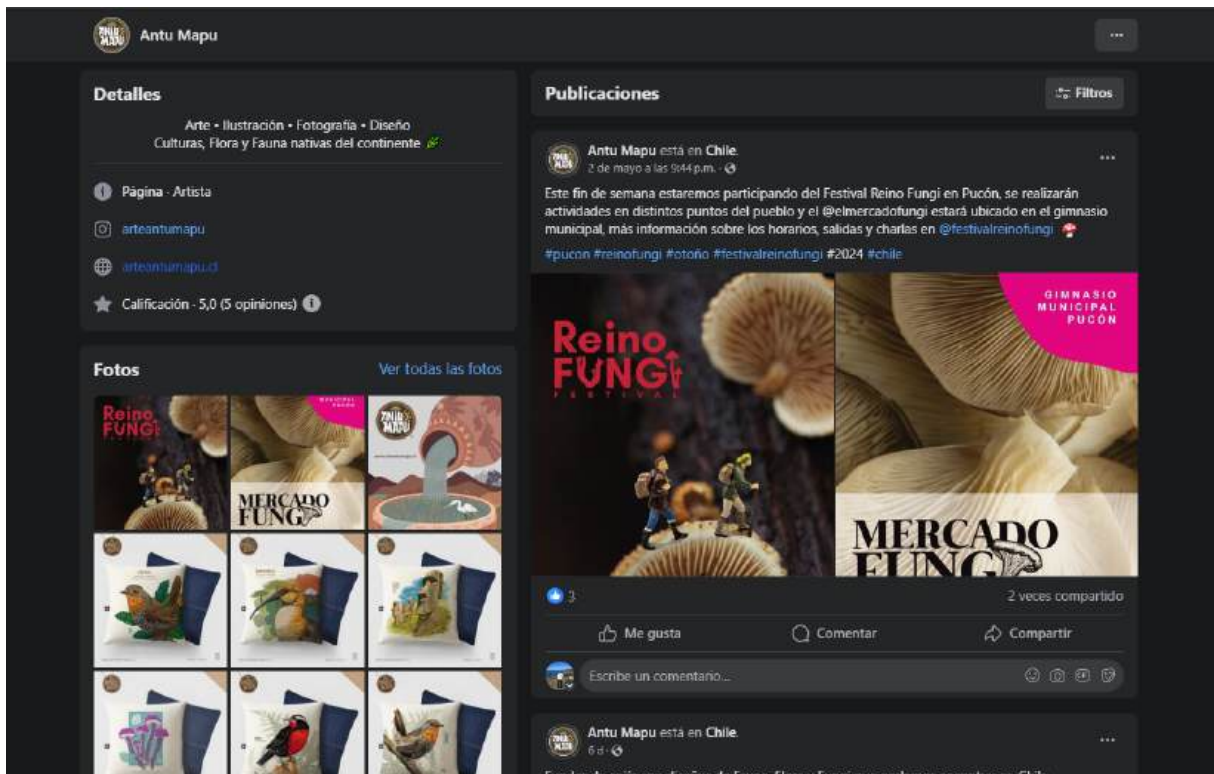 Antu Mapu
Detalles
Arte • Ilustración • Fotografía • Diseño
Culturas, Flora y Fauna nativas del continente
Página · Artista
arteantumapu
arteantumapu.cl
Calificación · 5,0 (5 opiniones)
Fotos
Ver todas las fotos
Reino
FUNGI
MERCADO
FUNG
ANTU
MAPU
Publicaciones
Filtros
Antu Mapu está en Chile.
2 de mayo a las 9:44 p.m. ·
Este fin de semana estaremos participando del Festival Reino Fungi en Pucón, se realizarán
actividades en distintos puntos del pueblo y el @elmercadofungi estará ubicado en el gimnasio
municipal, más información sobre los horarios, salidas y charlas en @festivalreinofungi
#pucon #reinofungi #otoño #festivalreinofungi #2024 #chile
Reino
FUNGI
FESTIVAL
GIMNASIO
MUNICIPAL
PUCÓN
MERCADO
FUNG
3
2 veces compartido
Me gusta
Comentar
Compartir
Escribe un comentario...
Antu Mapu está en Chile.
6 d ·